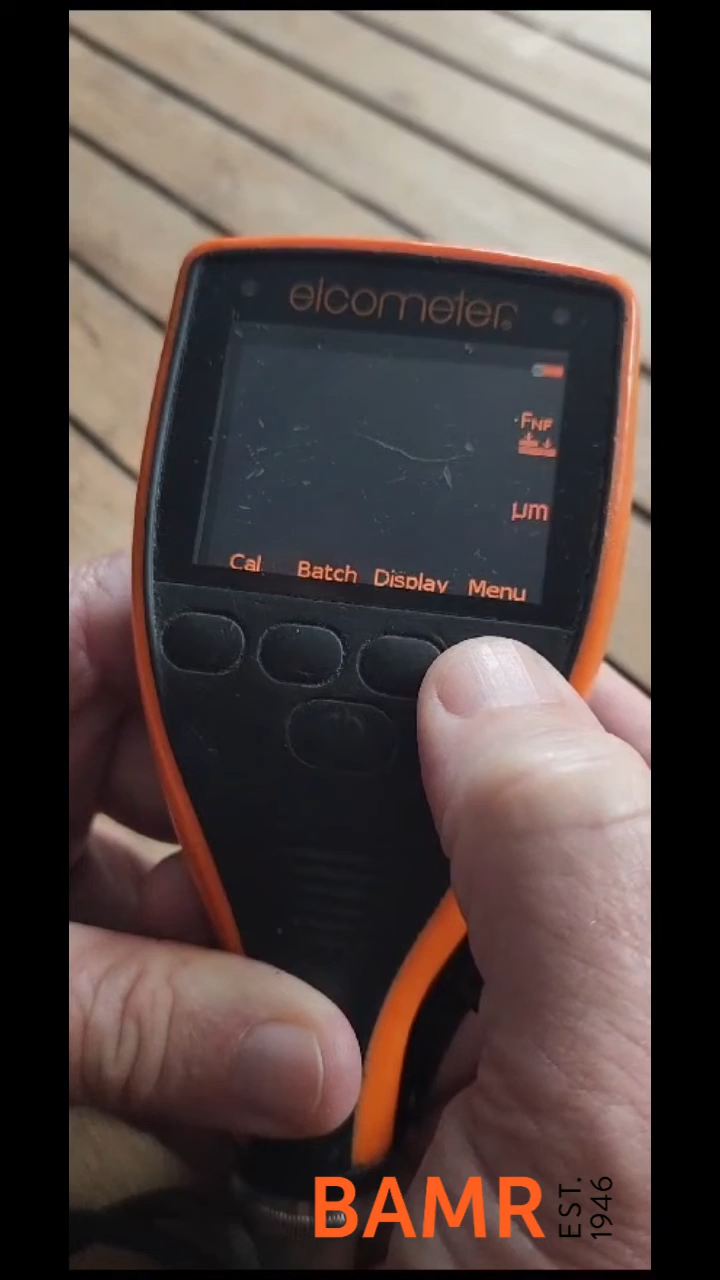 elcometer
FNF
µm
Cal Batch Display Menu
BAMR
EST.
1946